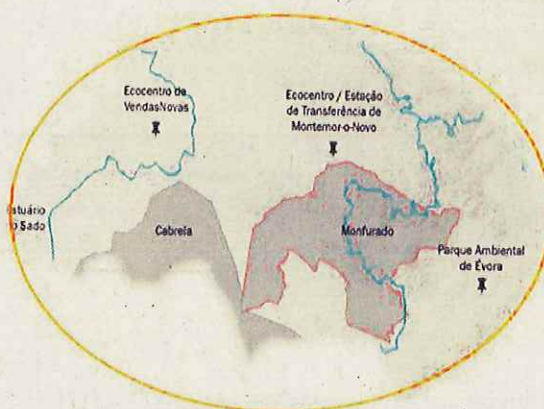 Ecocentro de
VendasNovas
Ecocentro / Estação
de Transferência de
Montemor-o-Novo
stuário
o Sado
Cabrela
Monfurado
Parque Ambiental
de Évora